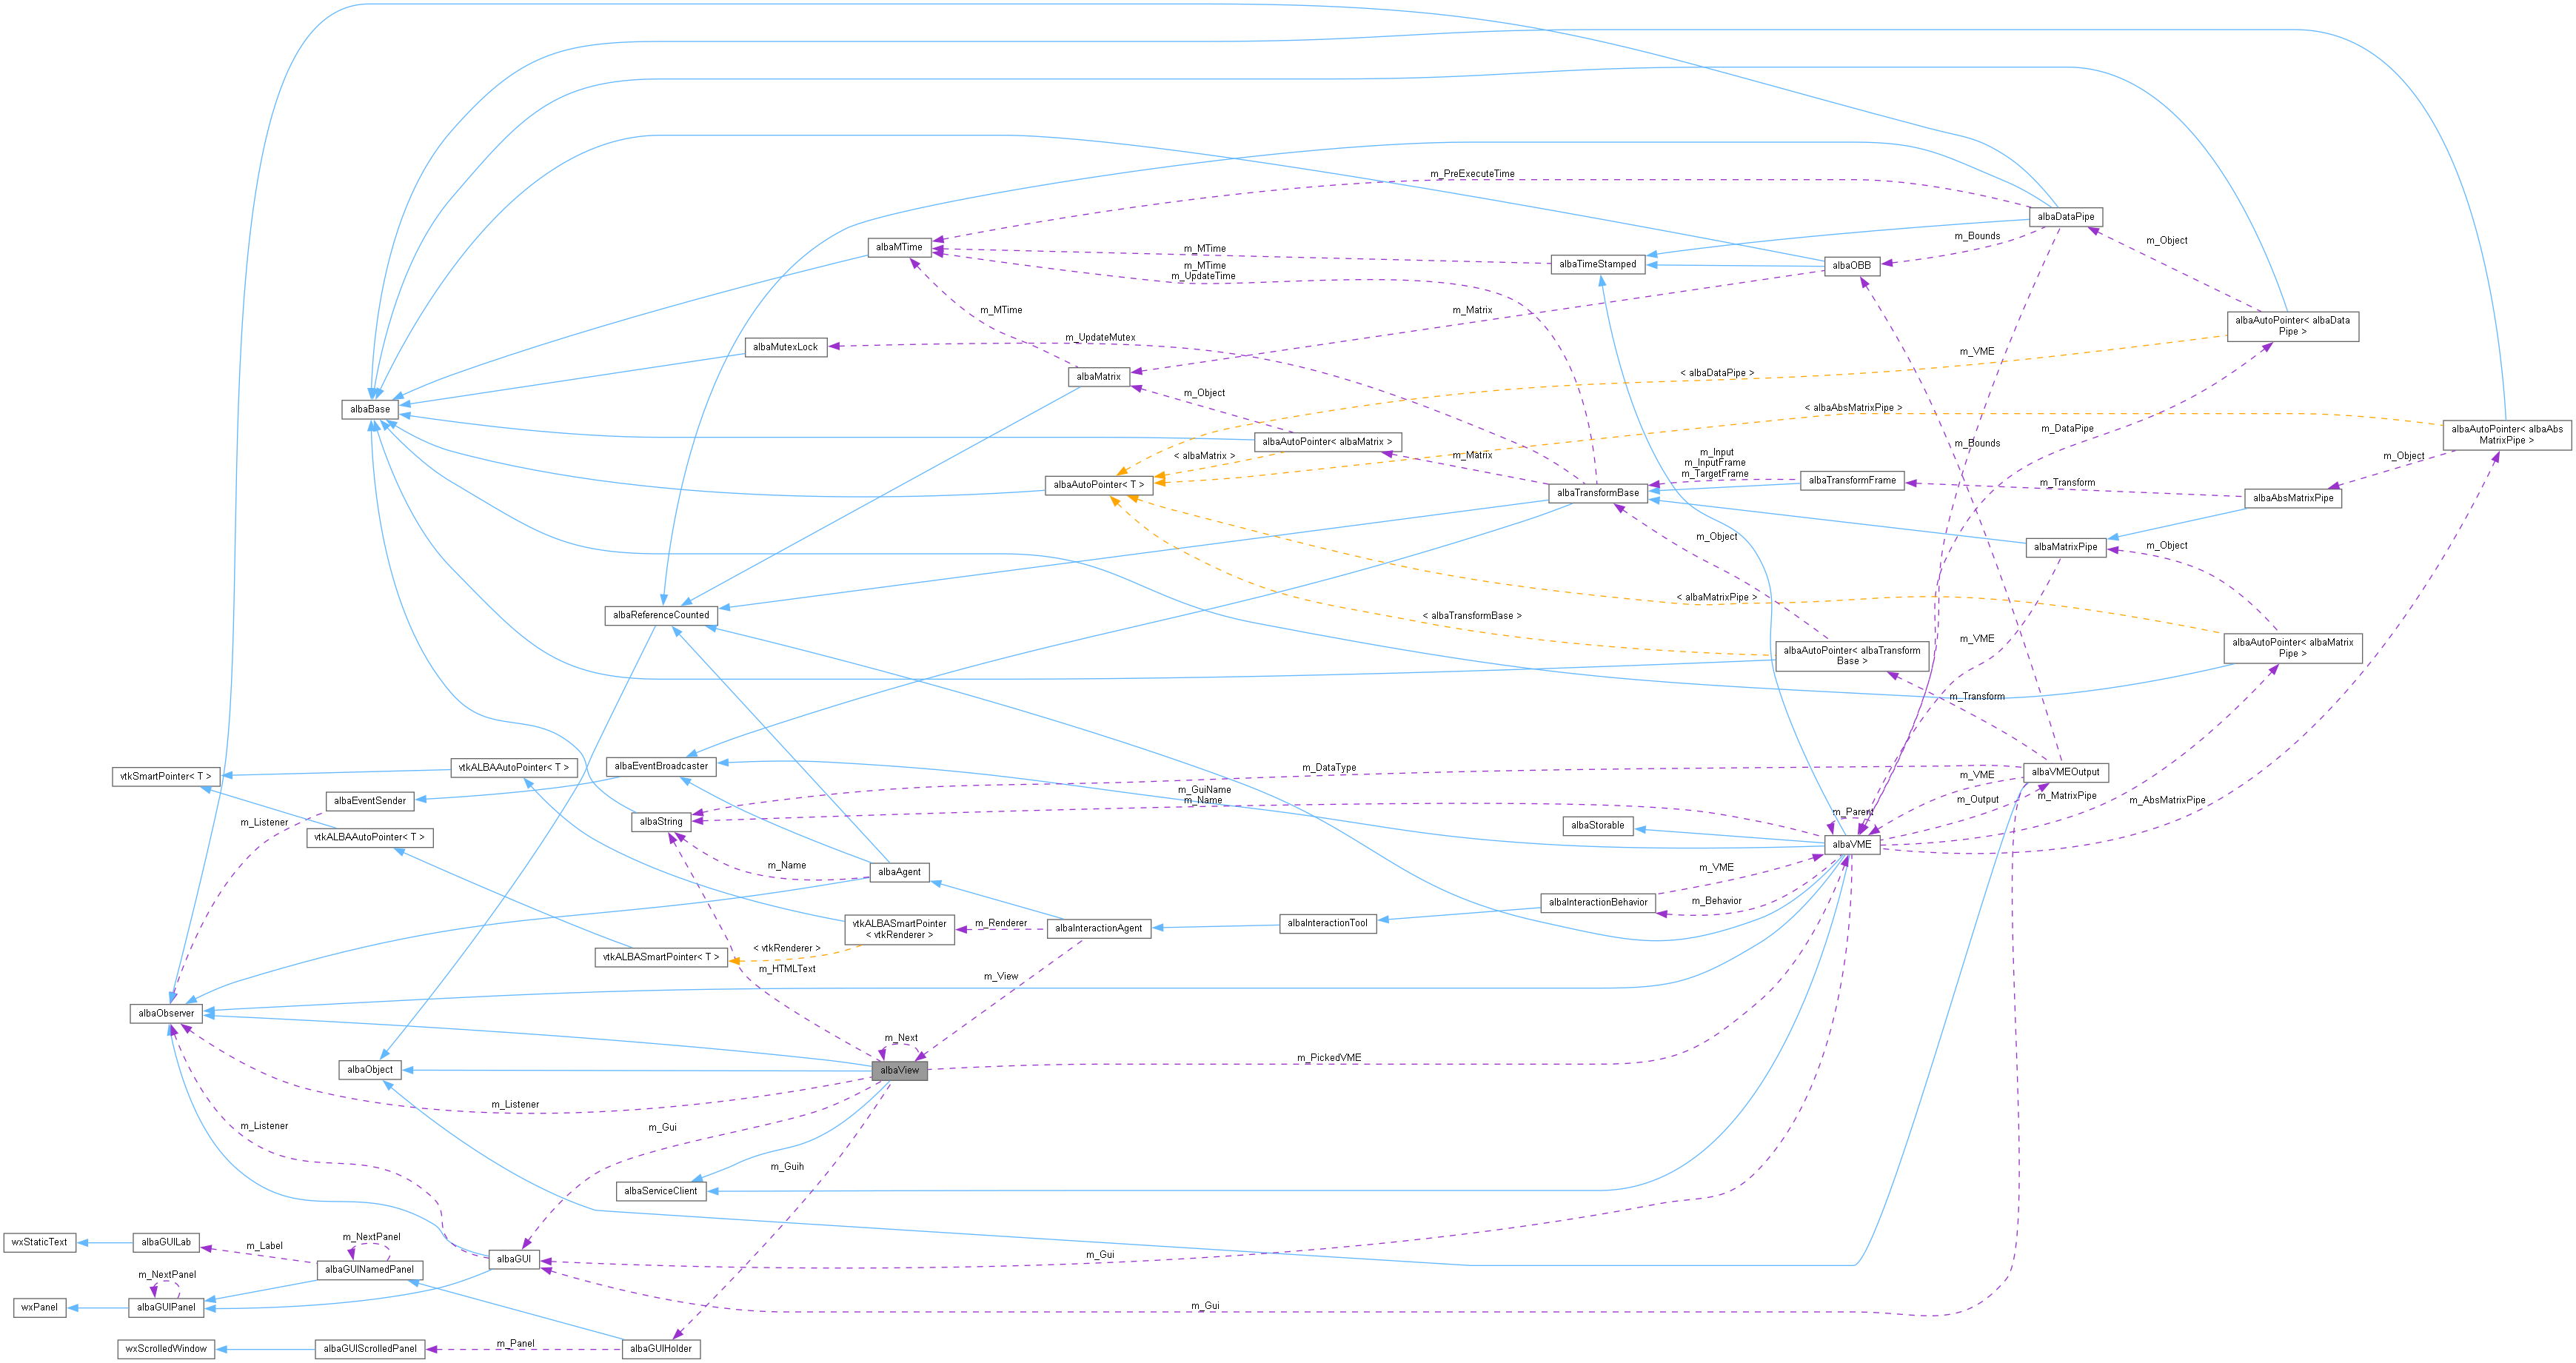 m_PreExecuteTime
albaDataPipe
m_Bounds
m_Object
albaMTime
m_MTime
albaTimeStamped
albaOBB
m_MTime
m_UpdateTime
m_MTime
m_Matrix
albaAutoPointer< albaData
Pipe >
m_UpdateMutex
albaMutexLock
m_VME
albaMatrix
< albaDataPipe >
m_Object
albaBase
< albaAbsMatrixPipe >
m_DataPipe
albaAutoPointer< albaAbs
MatrixPipe >
albaAutoPointer< albaMatrix >
m_Bounds
< albaMatrix >
m_Matrix
m_Input
m_InputFrame
m_TargetFrame
m_Object
albaAutoPointer< T >
albaTransformBase
albaTransformFrame
m_Transform
albaAbsMatrixPipe
m_Object
albaMatrixPipe
m_Object
< albaMatrixPipe >
albaReferenceCounted
< albaTransformBase >
m_VME
albaAutoPointer< albaTransform
Base >
albaAutoPointer< albaMatrix
Pipe >
m_Transform
vtkSmartPointer< T >
vtkALBAAutoPointer< T >
albaEventBroadcaster
m_DataType
albaVMEOutput
m_VME
albaEventSender
m_GuiName
m_Name
m_Output
m_MatrixPipe
m_AbsMatrixPipe
m_Listener
albaString
m_Parent
albaStorable
vtkALBAAutoPointer< T >
albaVME
m_Name
albaAgent
m_VME
albaInteractionBehavior
m_Behavior
vtkALBASmartPointer
< vtkRenderer >
m_Renderer
albaInteractionAgent
albaInteractionTool
< vtkRenderer >
vtkALBASmartPointer< T >
m_HTMLText
m_View
albaObserver
m_Next
albaObject
albaView
m_PickedVME
m_Listener
m_Listener
m_Gui
m_Guih
albaServiceClient
wxStaticText
albaGUILab
m_Label
m_NextPanel
albaGUINamedPanel
albaGUI
m_Gui
m_NextPanel
wxPanel
albaGUIPanel
m_Gui
wxScrolledWindow
albaGUIScrolledPanel
m_Panel
albaGUIHolder